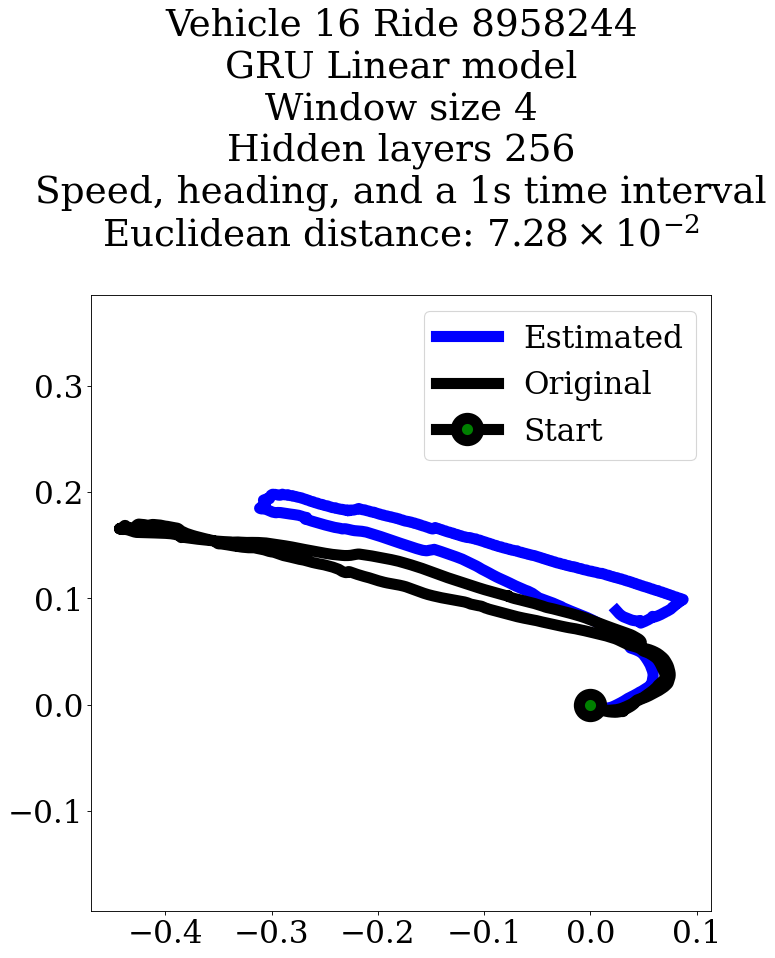 Vehicle 16 Ride 8958244
GRU Linear model
Window size 4
Hidden layers 256
Speed, heading, and a 1s time interval
Euclidean distance: 7.28 × 10⁻²
Estimated
Original
Start
0.3
0.2
0.1
0.0
−0.1
−0.4 −0.3 −0.2 −0.1 0.0 0.1